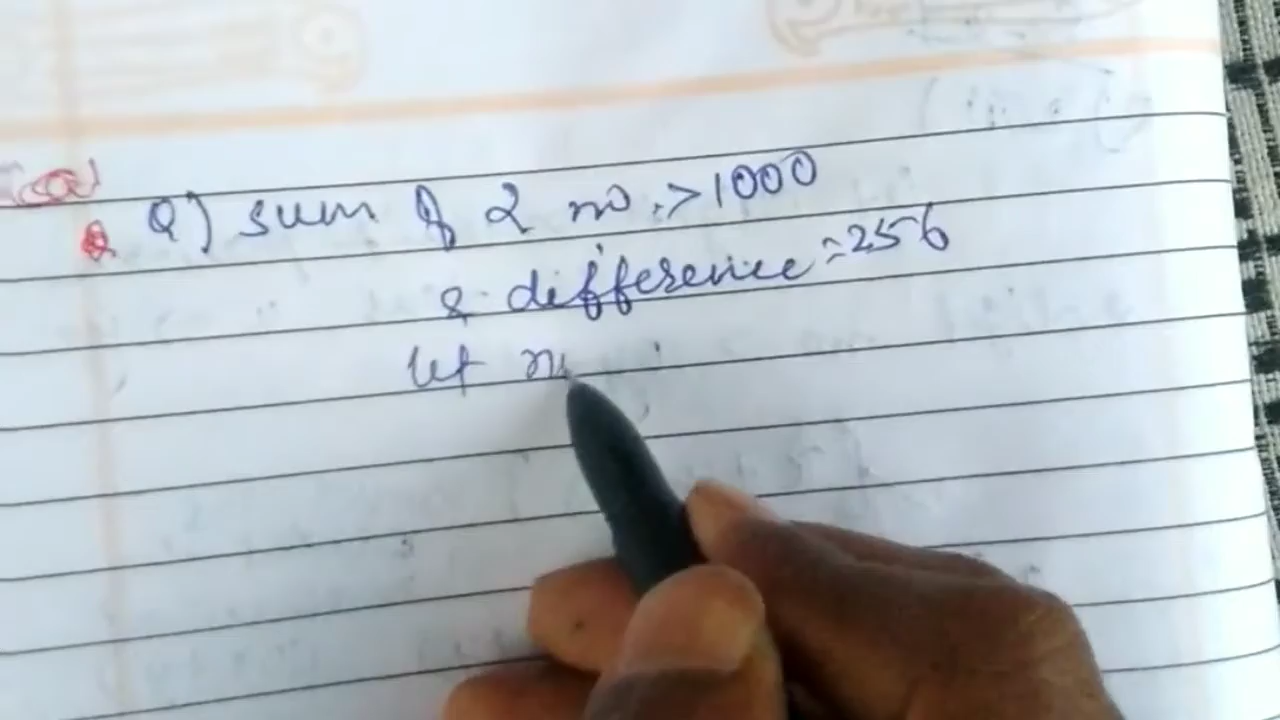 Q) sum of 2 no. > 1000
& difference = 256
let n